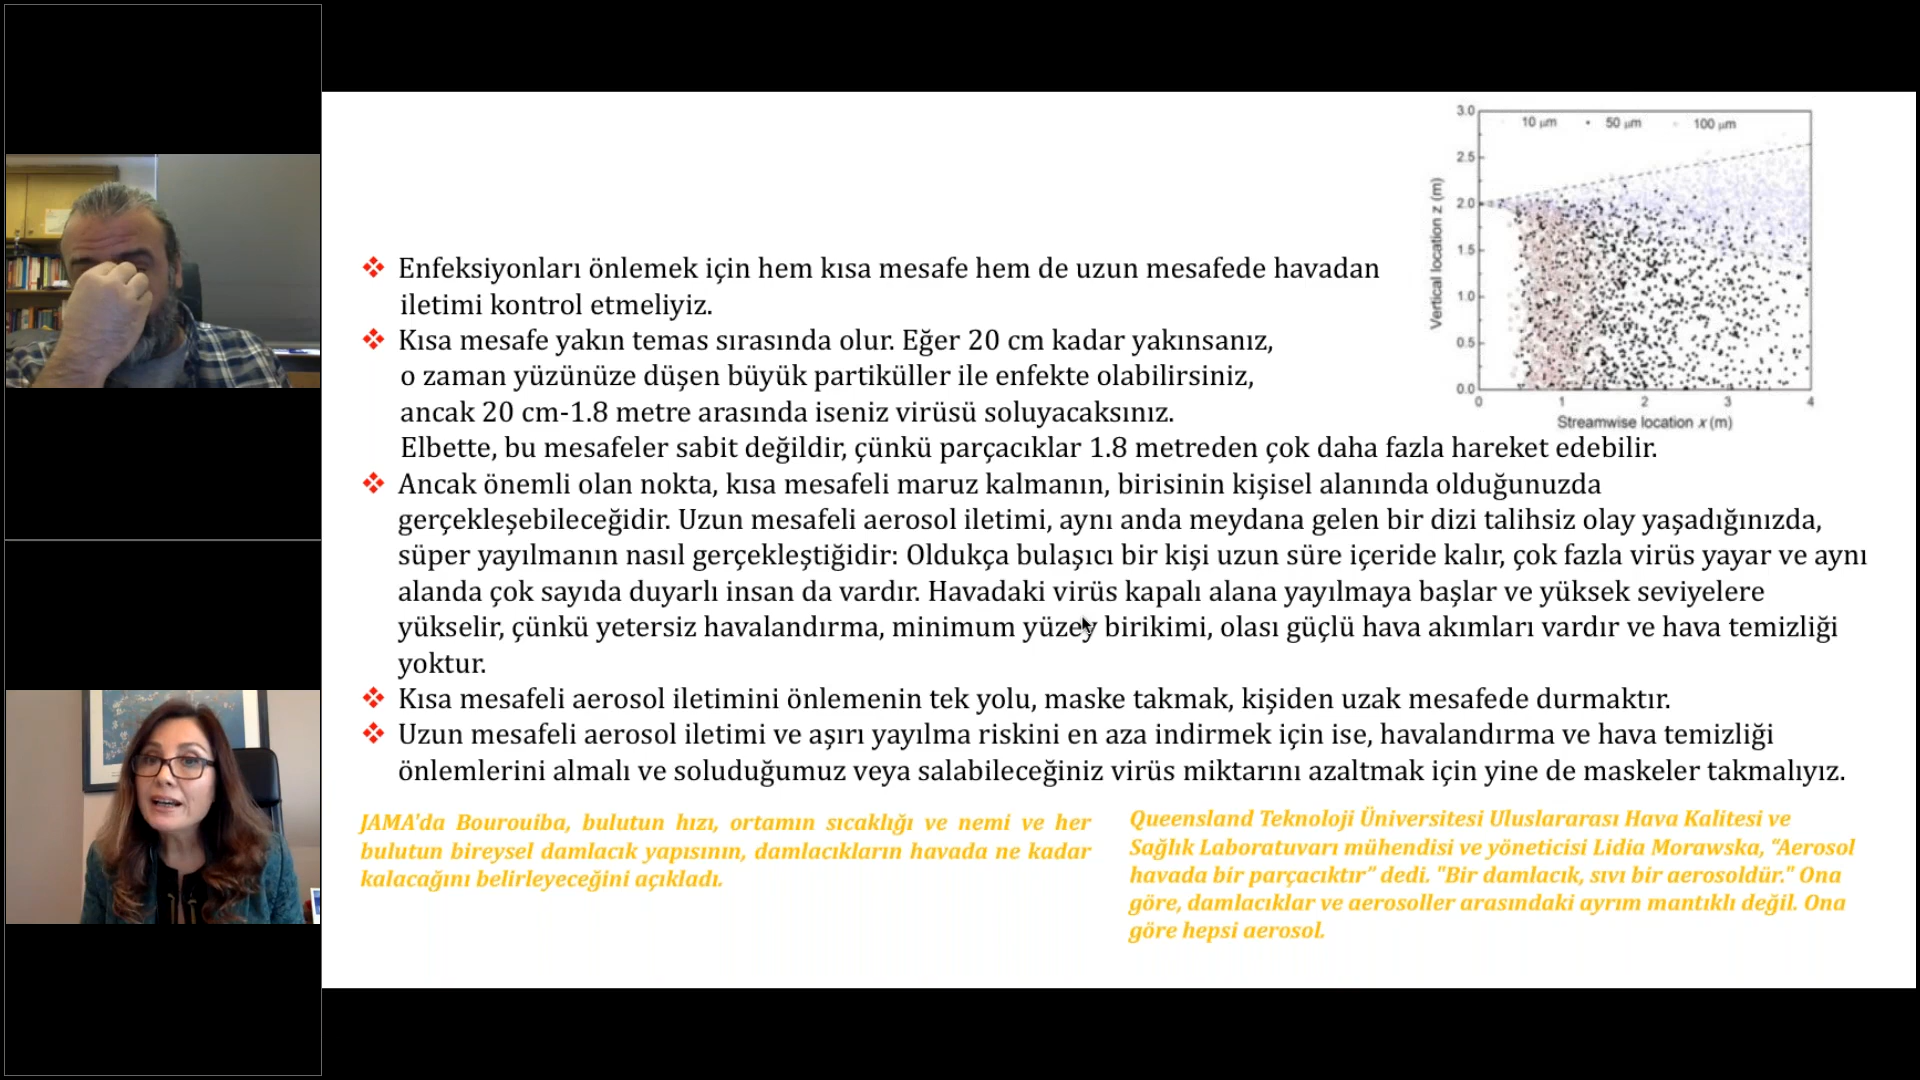 3.0
10 µm 50 µm 100 µm
2.5
2.0
1.5
1.0
0.5
0.0
0 1 2 3 4
Vertical location z (m)
Streamwise location x (m)
Enfeksiyonları önlemek için hem kısa mesafe hem de uzun mesafede havadan
iletimi kontrol etmeliyiz.
Kısa mesafe yakın temas sırasında olur. Eğer 20 cm kadar yakınsanız,
o zaman yüzünüze düşen büyük partiküller ile enfekte olabilirsiniz,
ancak 20 cm-1.8 metre arasında iseniz virüsü soluyacaksınız.
Elbette, bu mesafeler sabit değildir, çünkü parçacıklar 1.8 metreden çok daha fazla hareket edebilir.
Ancak önemli olan nokta, kısa mesafeli maruz kalmanın, birisinin kişisel alanında olduğunuzda
gerçekleşebileceğidir. Uzun mesafeli aerosol iletimi, aynı anda meydana gelen bir dizi talihsiz olay yaşadığınızda,
süper yayılmanın nasıl gerçekleştiğidir: Oldukça bulaşıcı bir kişi uzun süre içeride kalır, çok fazla virüs yayar ve aynı
alanda çok sayıda duyarlı insan da vardır. Havadaki virüs kapalı alana yayılmaya başlar ve yüksek seviyelere
yükselir, çünkü yetersiz havalandırma, minimum yüzey birikimi, olası güçlü hava akımları vardır ve hava temizliği
yoktur.
Kısa mesafeli aerosol iletimini önlemenin tek yolu, maske takmak, kişiden uzak mesafede durmaktır.
Uzun mesafeli aerosol iletimi ve aşırı yayılma riskini en aza indirmek için ise, havalandırma ve hava temizliği
önlemlerini almalı ve soluduğumuz veya salabileceğiniz virüs miktarını azaltmak için yine de maskeler takmalıyız.
JAMA'da Bourouiba, bulutun hızı, ortamın sıcaklığı ve nemi ve her
bulutun bireysel damlacık yapısının, damlacıkların havada ne kadar
kalacağını belirleyeceğini açıkladı.
Queensland Teknoloji Üniversitesi Uluslararası Hava Kalitesi ve
Sağlık Laboratuvarı mühendisi ve yöneticisi Lidia Morawska, “Aerosol
havada bir parçacıktır” dedi. "Bir damlacık, sıvı bir aerosoldür." Ona
göre, damlacıklar ve aerosoller arasındaki ayrım mantıklı değil. Ona
göre hepsi aerosol.